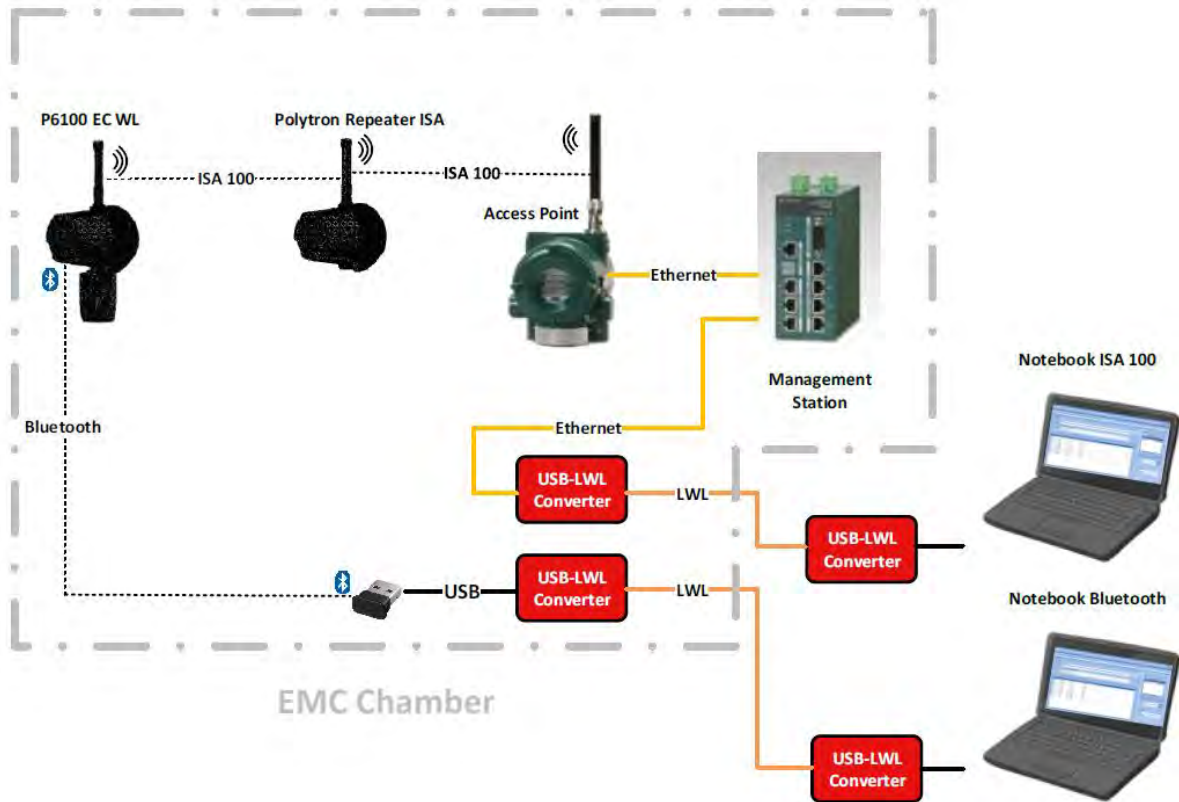 P6100 EC WL
Polytron Repeater ISA
ISA 100
ISA 100
Access Point
Ethernet
Management
Station
Notebook ISA 100
Bluetooth
Ethernet
USB-LWL
Converter
LWL
USB-LWL
Converter
USB
USB-LWL
Converter
LWL
Notebook Bluetooth
EMC Chamber
USB-LWL
Converter